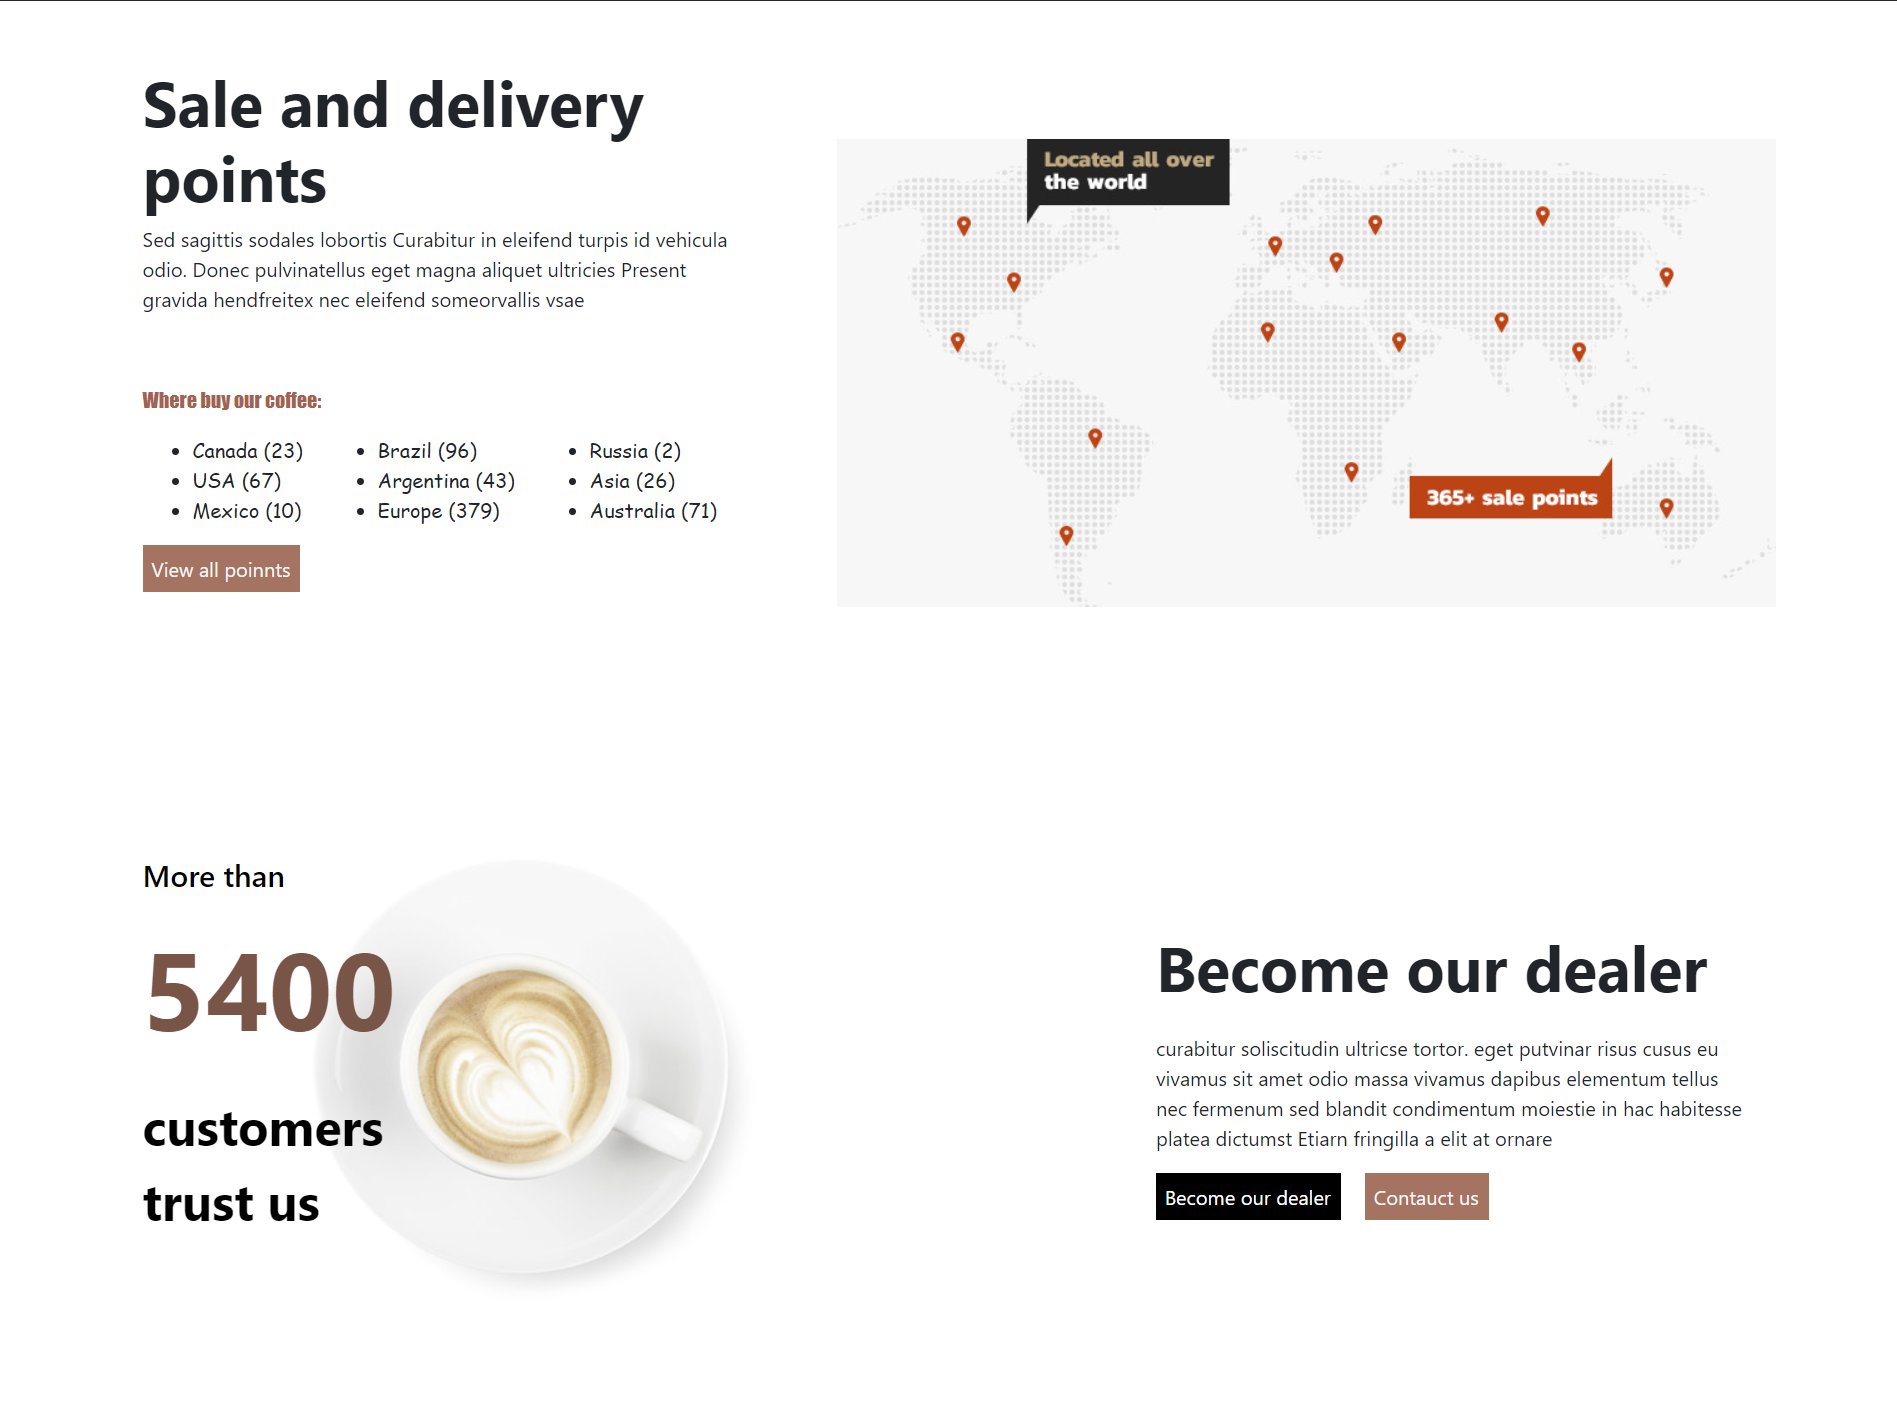 Sale and delivery
points
Sed sagittis sodales lobortis Curabitur in eleifend turpis id vehicula
odio. Donec pulvinatellus eget magna aliquet ultricies Present
gravida hendfreitex nec eleifend someorvallis vsae
Where buy our coffee:
Canada (23)
USA (67)
Mexico (10)
Brazil (96)
Argentina (43)
Europe (379)
Russia (2)
Asia (26)
Australia (71)
View all poinnts
Located all over
the world
365+ sale points
More than
5400
customers
trust us
Become our dealer
curabitur soliscitudin ultricse tortor. eget putvinar risus cusus eu
vivamus sit amet odio massa vivamus dapibus elementum tellus
nec fermenum sed blandit condimentum moiestie in hac habitesse
platea dictumst Etiarn fringilla a elit at ornare
Become our dealer
Contauct us